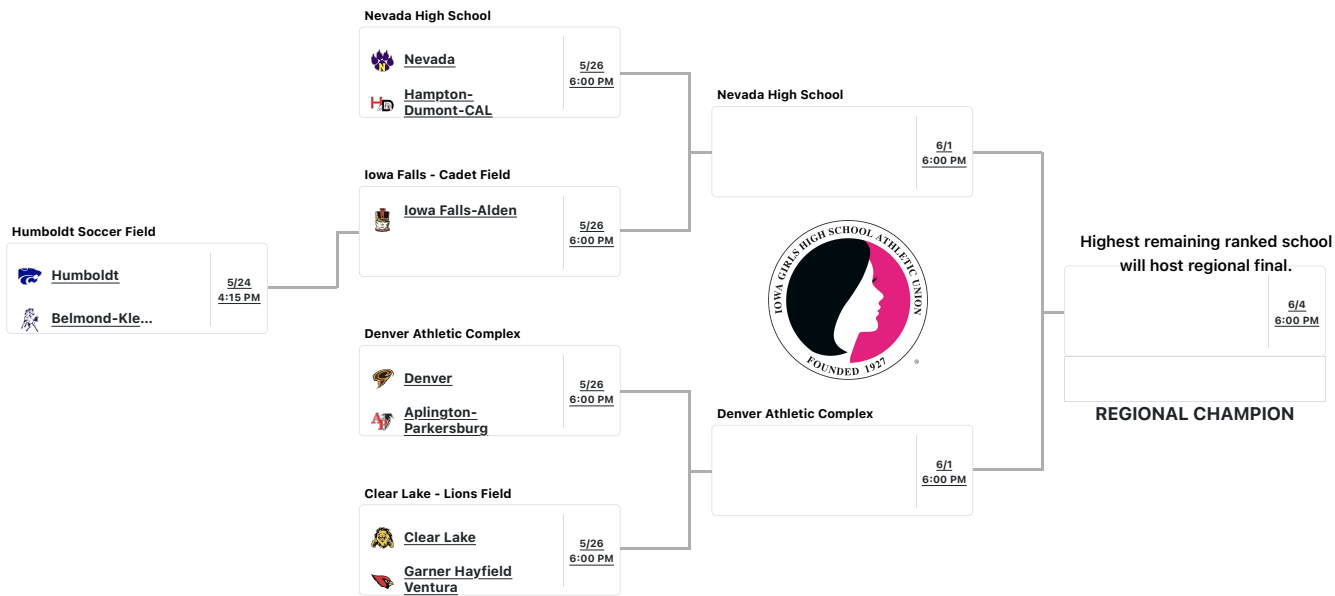 Nevada High School
Nevada
Hampton-
Dumont-CAL
5/26
6:00 PM
Iowa Falls - Cadet Field
Iowa Falls-Alden
5/26
6:00 PM
Humboldt Soccer Field
Humboldt
Belmond-Kle...
5/24
4:15 PM
Denver Athletic Complex
Denver
Aplington-
Parkersburg
5/26
6:00 PM
Clear Lake - Lions Field
Clear Lake
Garner Hayfield
Ventura
5/26
6:00 PM
Nevada High School
6/1
6:00 PM
IOWA GIRLS HIGH SCHOOL ATHLETIC UNION
FOUNDED 1927
®
Denver Athletic Complex
6/1
6:00 PM
Highest remaining ranked school
will host regional final.
6/4
6:00 PM
REGIONAL CHAMPION